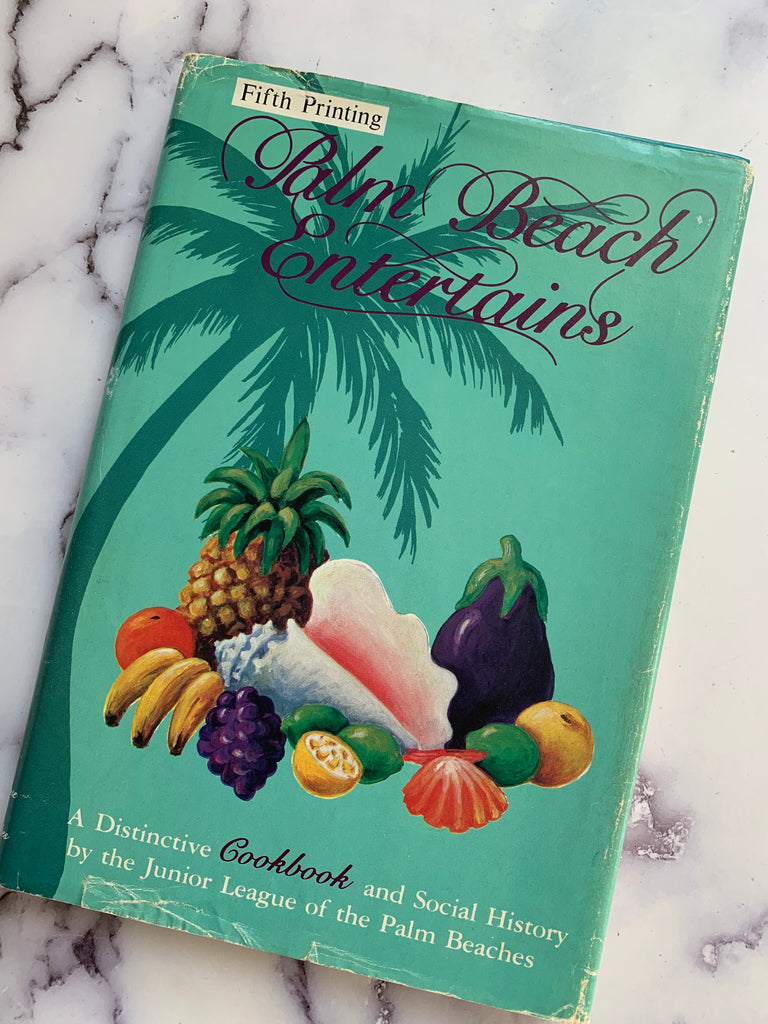 Fifth Printing
Palm Beach
Entertains
A Distinctive Cookbook and Social History
by the Junior League of the Palm Beaches